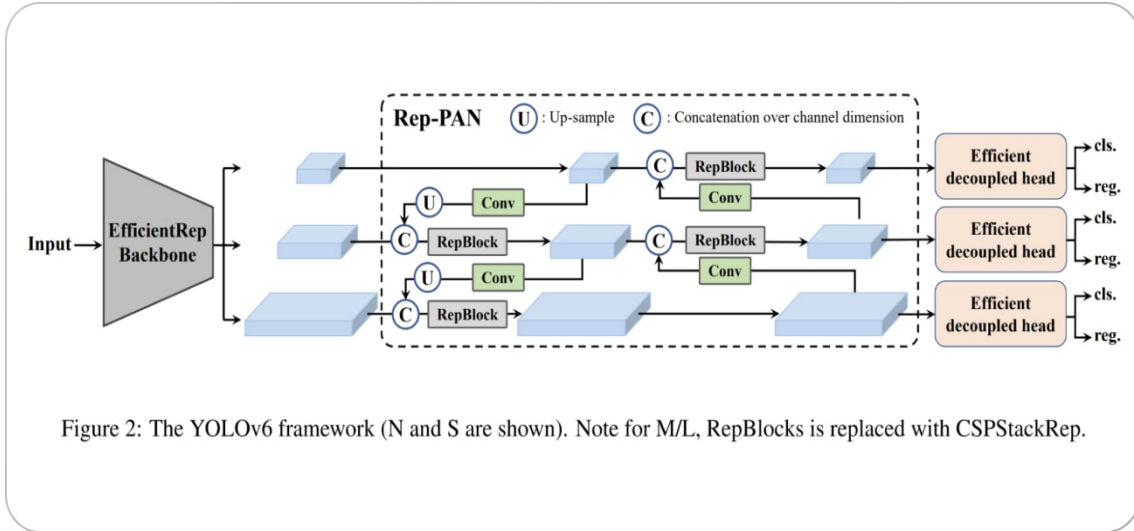 Rep-PAN U : Up-sample C : Concatenation over channel dimension
Input
EfficientRep
Backbone
C RepBlock
Conv
U Conv
C RepBlock
C RepBlock
Conv
U Conv
C RepBlock
Efficient
decoupled head
cls.
reg.
Efficient
decoupled head
cls.
reg.
Efficient
decoupled head
cls.
reg.
Figure 2: The YOLOv6 framework (N and S are shown). Note for M/L, RepBlocks is replaced with CSPStackRep.